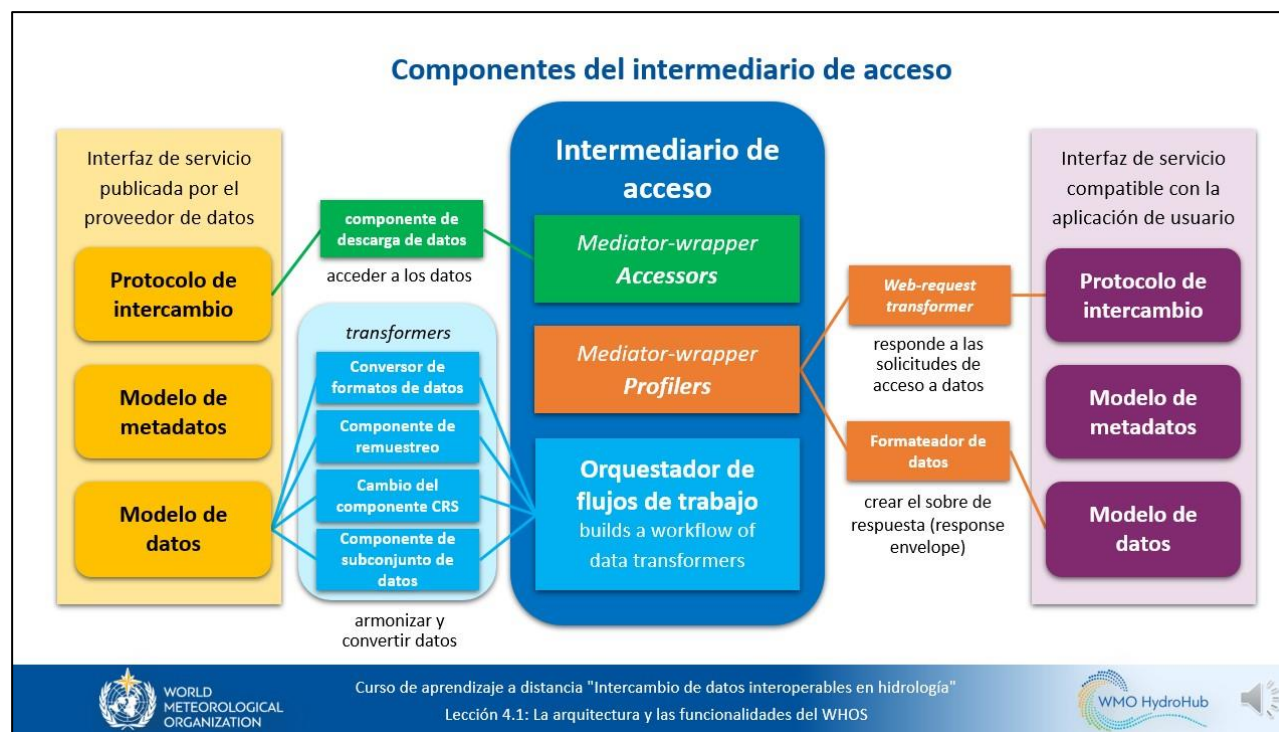 Componentes del intermediario de acceso
Interfaz de servicio
publicada por el
proveedor de datos
Protocolo de
intercambio
Modelo de
metadatos
Modelo de
datos
componente de
descarga de datos
acceder a los datos
transformers
Conversor de
formatos de datos
Componente de
remuestreo
Cambio del
componente CRS
Componente de
subconjunto de
datos
armonizar y
convertir datos
Intermediario de
acceso
Mediator-wrapper
Accessors
Mediator-wrapper
Profilers
Orquestador de
flujos de trabajo
builds a workflow of
data transformers
Web-request
transformer
responde a las
solicitudes de
acceso a datos
Formateador de
datos
crear el sobre de
respuesta (response
envelope)
Interfaz de servicio
compatible con la
aplicación de usuario
Protocolo de
intercambio
Modelo de
metadatos
Modelo de
datos
WORLD
METEOROLOGICAL
ORGANIZATION
Curso de aprendizaje a distancia "Intercambio de datos interoperables en hidrología"
Lección 4.1: La arquitectura y las funcionalidades del WHOS
WMO HydroHub